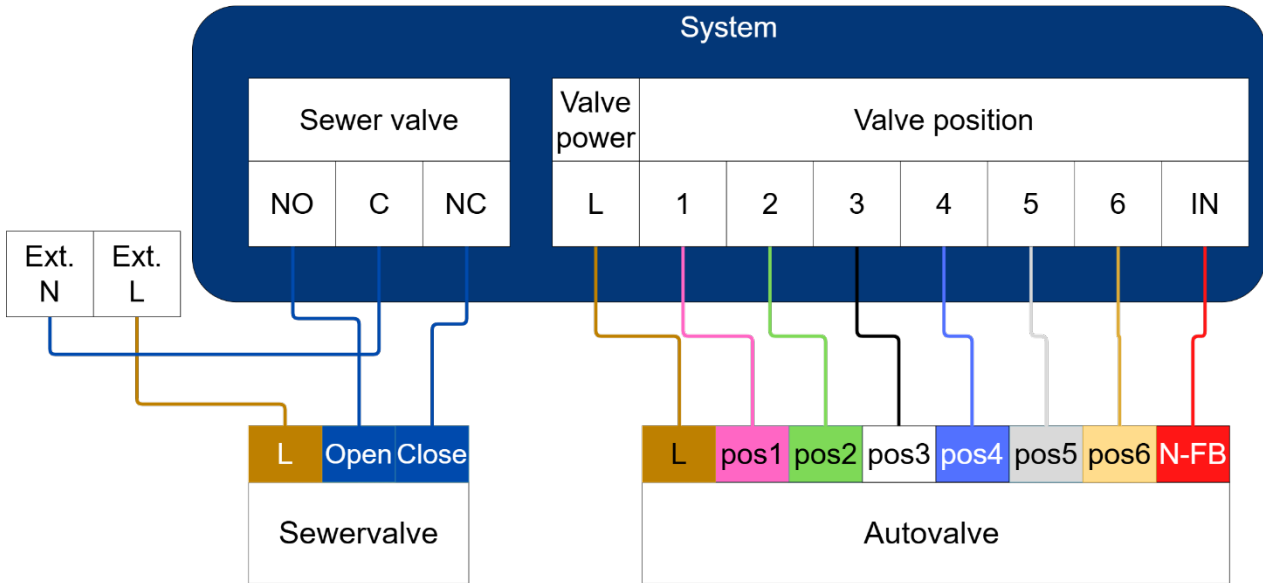 System
Sewer valve
Valve
power
Valve position
NO C NC
L 1 2 3 4 5 6 IN
Ext.
N
Ext.
L
L Open Close
L pos1 pos2 pos3 pos4 pos5 pos6 N-FB
Sewervalve
Autovalve